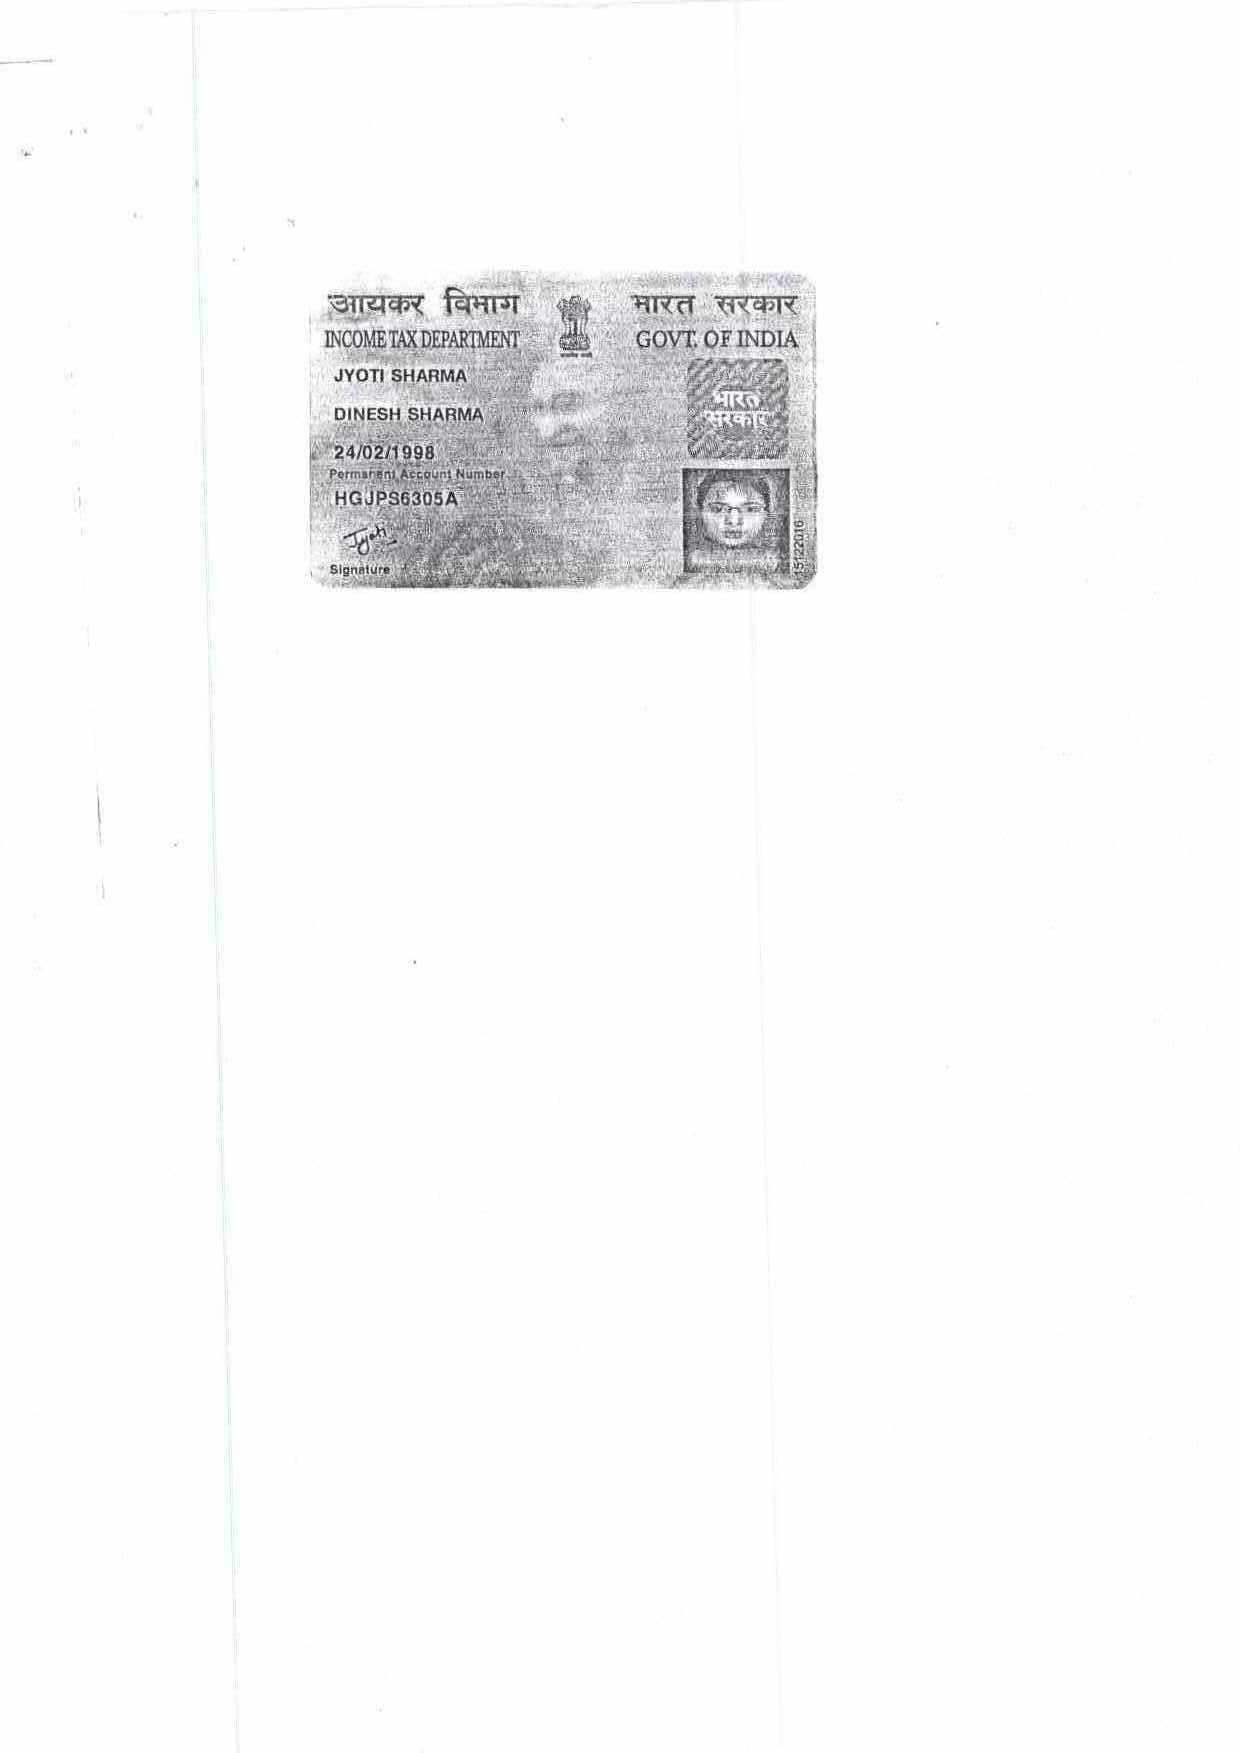 आयकर विभाग भारत सरकार
INCOME TAX DEPARTMENT GOVT. OF INDIA
JYOTI SHARMA
भारत
सरकार
DINESH SHARMA
24/02/1998
Permanent Account Number
HGJPS6305A
Jyoti
Signature
15122016